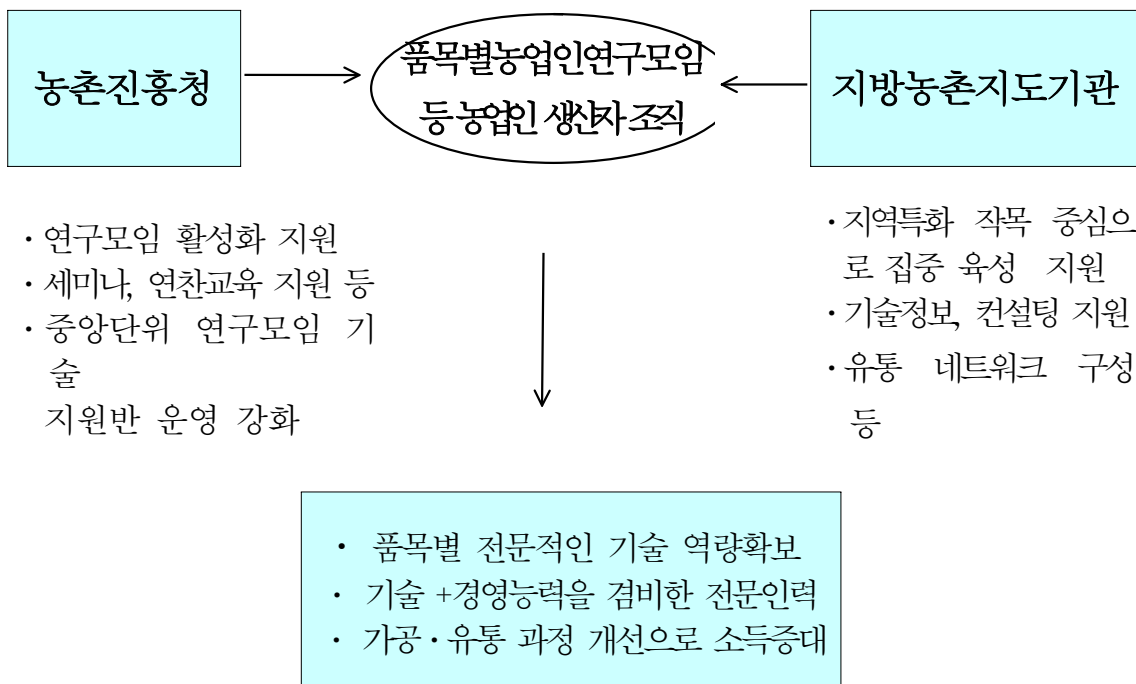 농촌진흥청
품목별농업인연구모임
등 농업인 생산자 조직
지방농촌지도기관
· 연구모임 활성화 지원
· 세미나, 연찬교육 지원 등
· 중앙단위 연구모임 기
술
지원반 운영 강화
· 지역특화 작목 중심으
로 집중 육성 지원
· 기술정보, 컨설팅 지원
· 유통 네트워크 구성
등
· 품목별 전문적인 기술 역량확보
· 기술 +경영능력을 겸비한 전문인력
· 가공·유통 과정 개선으로 소득증대